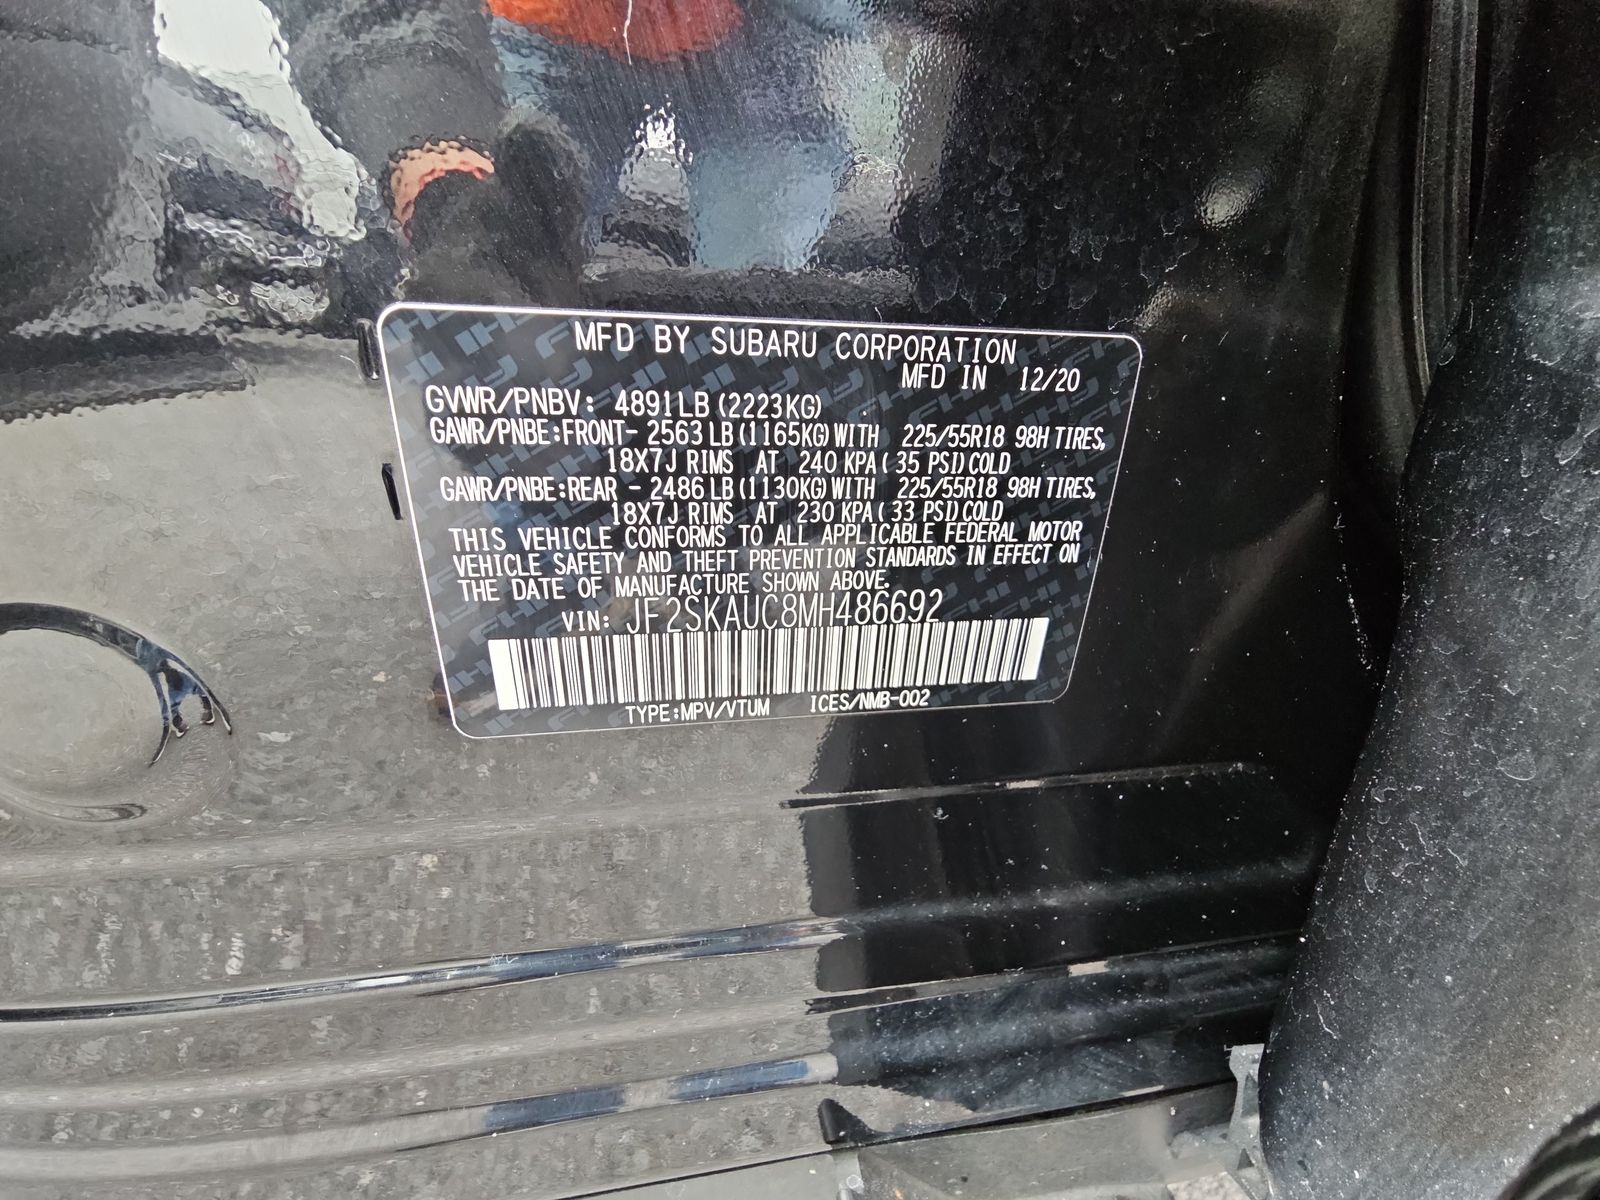 MFD BY SUBARU CORPORATION
MFD IN 12/20
GVWR/PNBV: 4891LB (2223KG)
GAWR/PNBE:FRONT- 2563 LB (1165KG) WITH 225/55R18 98H TIRES,
18X7J RIMS AT 240 KPA ( 35 PSI) COLD
GAWR/PNBE:REAR - 2486 LB (1130KG) WITH 225/55R18 98H TIRES,
18X7J RIMS AT 230 KPA ( 33 PSI) COLD
THIS VEHICLE CONFORMS TO ALL APPLICABLE FEDERAL MOTOR
VEHICLE SAFETY AND THEFT PREVENTION STANDARDS IN EFFECT ON
THE DATE OF MANUFACTURE SHOWN ABOVE.
VIN: JF2SKAUC8MH486692
TYPE:MPV/VTUM ICES/NMB-002